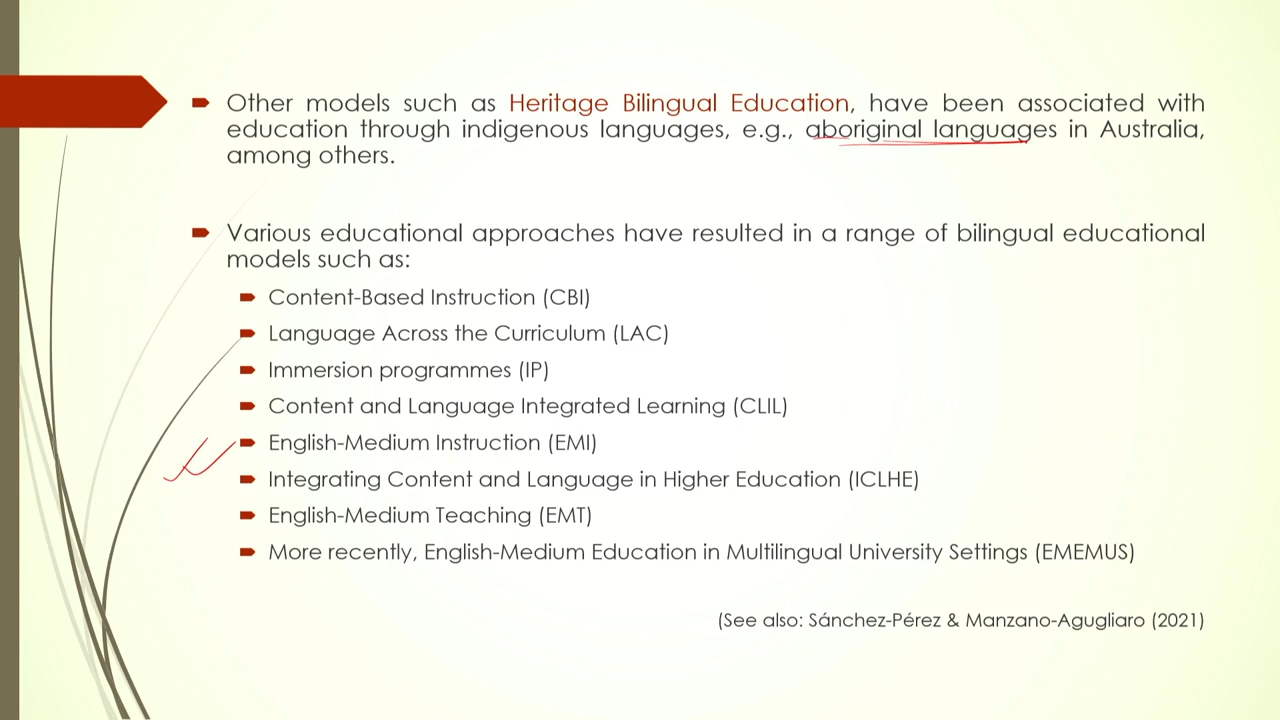 Other models such as Heritage Bilingual Education, have been associated with
education through indigenous languages, e.g., aboriginal languages in Australia,
among others.
Various educational approaches have resulted in a range of bilingual educational
models such as:
Content-Based Instruction (CBI)
Language Across the Curriculum (LAC)
Immersion programmes (IP)
Content and Language Integrated Learning (CLIL)
English-Medium Instruction (EMI)
Integrating Content and Language in Higher Education (ICLHE)
English-Medium Teaching (EMT)
More recently, English-Medium Education in Multilingual University Settings (EMEMUS)
(See also: Sánchez-Pérez & Manzano-Agugliaro (2021)